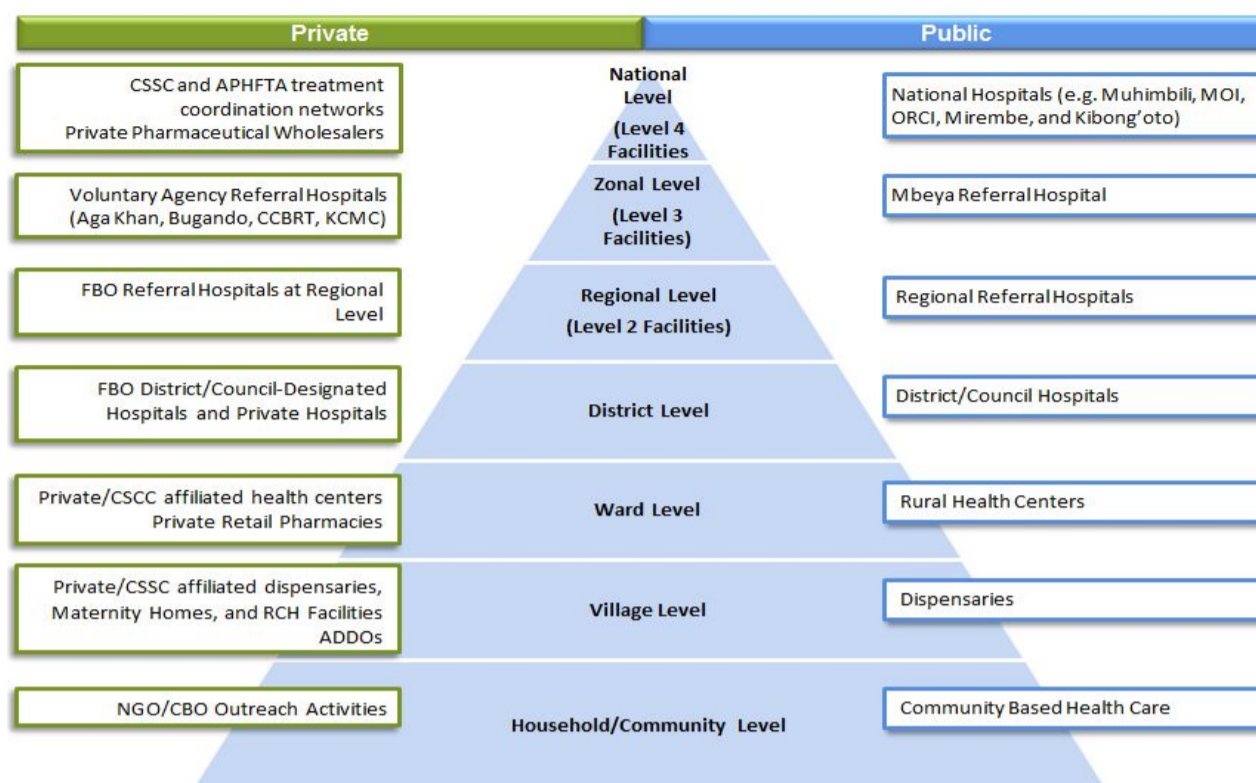 Private
Public
CSSC and APHFTA treatment
coordination networks
Private Pharmaceutical Wholesalers
National
Level
(Level 4
Facilities
National Hospitals (e.g. Muhimbili, MOI,
ORCI, Mirembe, and Kibong’oto)
Voluntary Agency Referral Hospitals
(Aga Khan, Bugando, CCBRT, KCMC)
Zonal Level
(Level 3
Facilities)
Mbeya Referral Hospital
FBO Referral Hospitals at Regional
Level
Regional Level
(Level 2 Facilities)
Regional Referral Hospitals
FBO District/Council-Designated
Hospitals and Private Hospitals
District Level
District/Council Hospitals
Private/CSCC affiliated health centers
Private Retail Pharmacies
Ward Level
Rural Health Centers
Private/CSSC affiliated dispensaries,
Maternity Homes, and RCH Facilities
ADDOs
Village Level
Dispensaries
NGO/CBO Outreach Activities
Household/Community Level
Community Based Health Care